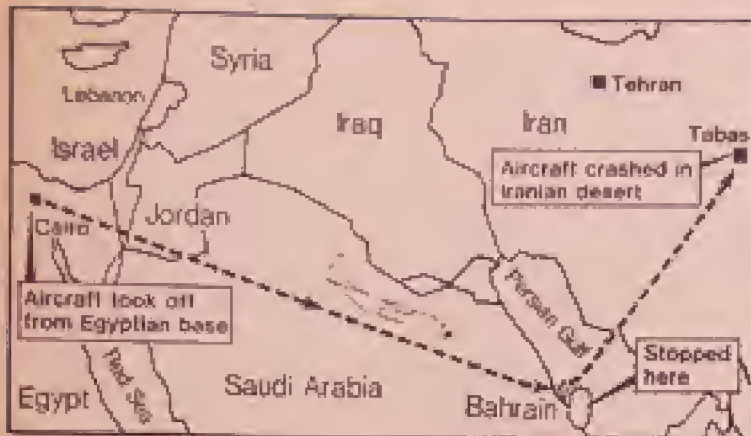 Syria
Lebanon
Israel
Iraq
Iran
Tehran
Tabas
Aircraft crashed in
Iranian desert
Jordan
Cairo
Aircraft took off
from Egyptian base
Persian Gulf
Red Sea
Egypt
Saudi Arabia
Bahrain
Stopped
here